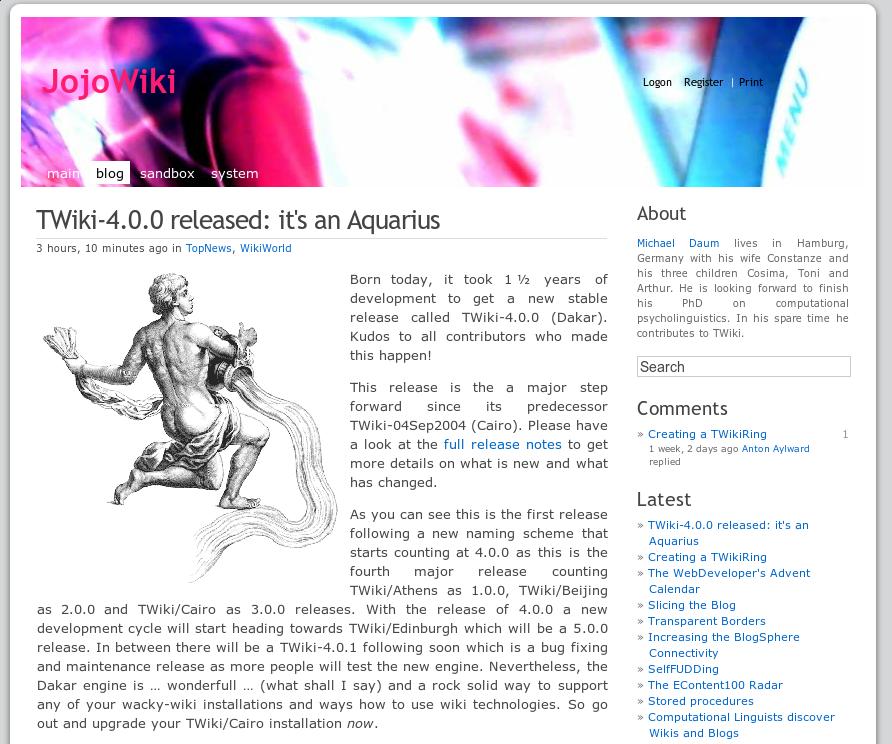 JojoWiki
Logon Register | Print
MENU
main blog sandbox system
TWiki-4.0.0 released: it's an Aquarius
3 hours, 10 minutes ago in TopNews, WikiWorld
Born today, it took 1 ½ years of
development to get a new stable
release called TWiki-4.0.0 (Dakar).
Kudos to all contributors who made
this happen!
This release is the a major step
forward since its predecessor
TWiki-04Sep2004 (Cairo). Please have
a look at the full release notes to get
more details on what is new and what
has changed.
As you can see this is the first release
following a new naming scheme that
starts counting at 4.0.0 as this is the
fourth major release counting
TWiki/Athens as 1.0.0, TWiki/Beijing
as 2.0.0 and TWiki/Cairo as 3.0.0 releases. With the release of 4.0.0 a new
development cycle will start heading towards TWiki/Edinburgh which will be a 5.0.0
release. In between there will be a TWiki-4.0.1 following soon which is a bug fixing
and maintenance release as more people will test the new engine. Nevertheless, the
Dakar engine is ... wonderfull ... (what shall I say) and a rock solid way to support
any of your wacky-wiki installations and ways how to use wiki technologies. So go
out and upgrade your TWiki/Cairo installation now.
About
Michael Daum lives in Hamburg,
Germany with his wife Constanze and
his three children Cosima, Toni and
Arthur. He is looking forward to finish
his PhD on computational
psycholinguistics. In his spare time he
contributes to TWiki.
Search
Comments
» Creating a TWikiRing 1
1 week, 2 days ago Anton Aylward
replied
Latest
» TWiki-4.0.0 released: it's an
Aquarius
» Creating a TWikiRing
» The WebDeveloper's Advent
Calendar
» Slicing the Blog
» Transparent Borders
» Increasing the BlogSphere
Connectivity
» SelfFUDDing
» The EContent100 Radar
» Stored procedures
» Computational Linguists discover
Wikis and Blogs